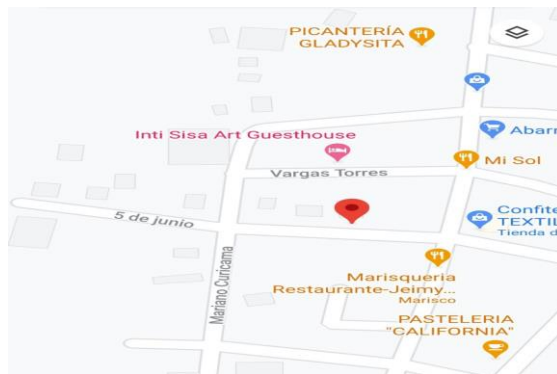 PICANTERÍA
GLADYSITA
Abarr
Inti Sisa Art Guesthouse
Mi Sol
Vargas Torres
5 de junio
Confite
TEXTIL
Tienda d
Mariano Curicama
Marisqueria
Restaurante-Jeimy...
Marisco
PASTELERIA
"CALIFORNIA"